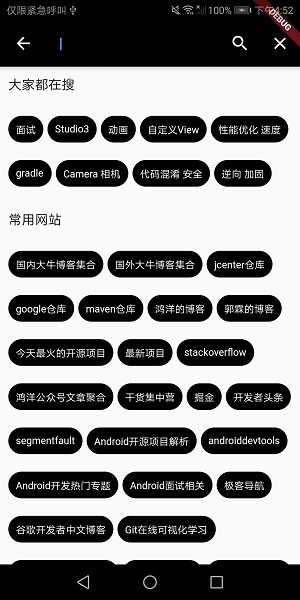 仅限紧急呼叫 100% 下午4:52
DEBUG
大家都在搜
面试 Studio3 动画 自定义View 性能优化 速度
gradle Camera 相机 代码混淆 安全 逆向 加固
常用网站
国内大牛博客集合 国外大牛博客集合 jcenter仓库
google仓库 maven仓库 鸿洋的博客 郭霖的博客
今天最火的开源项目 最新项目 stackoverflow
鸿洋公众号文章聚合 干货集中营 掘金 开发者头条
segmentfault Android开源项目解析 androiddevtools
Android开发热门专题 Android面试相关 极客导航
谷歌开发者中文博客 Git在线可视化学习